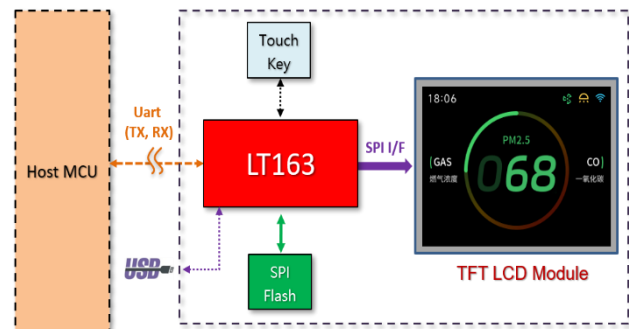 Host MCU
Uart
(TX, RX)
USB
Touch
Key
LT163
SPI
Flash
SPI I/F
18:06
PM2.5
068
(GAS
燃气浓度
CO)
一氧化碳
TFT LCD Module